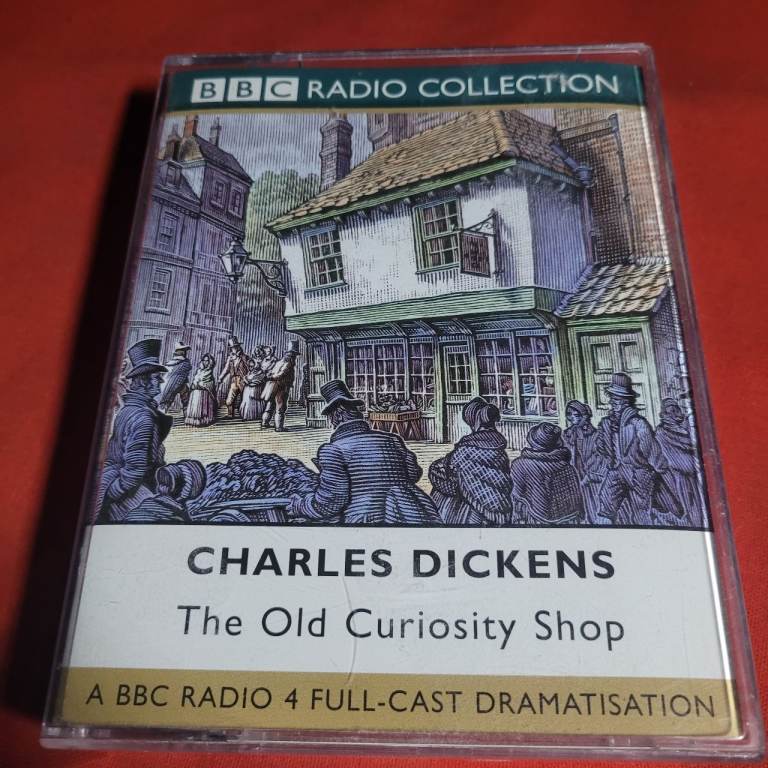 BBC RADIO COLLECTION
CHARLES DICKENS
The Old Curiosity Shop
A BBC RADIO 4 FULL-CAST DRAMATISATION